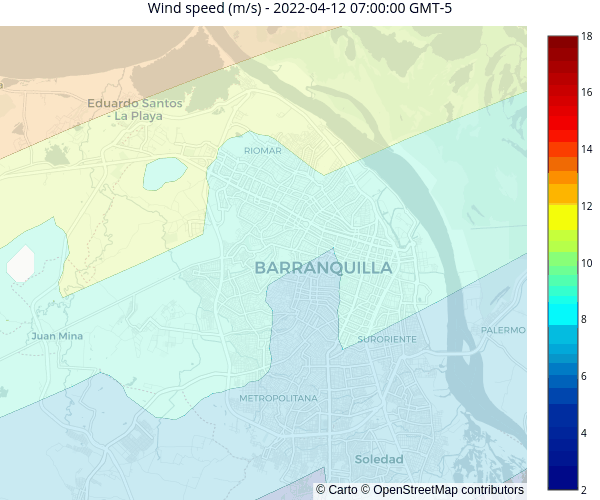 Wind speed (m/s) - 2022-04-12 07:00:00 GMT-5
Eduardo Santos
- La Playa
RIOMAR
BARRANQUILLA
Juan Mina
SURORIENTE
PALERMO
METROPOLITANA
Soledad
© Carto © OpenStreetMap contributors
18
16
14
12
10
8
6
4
2